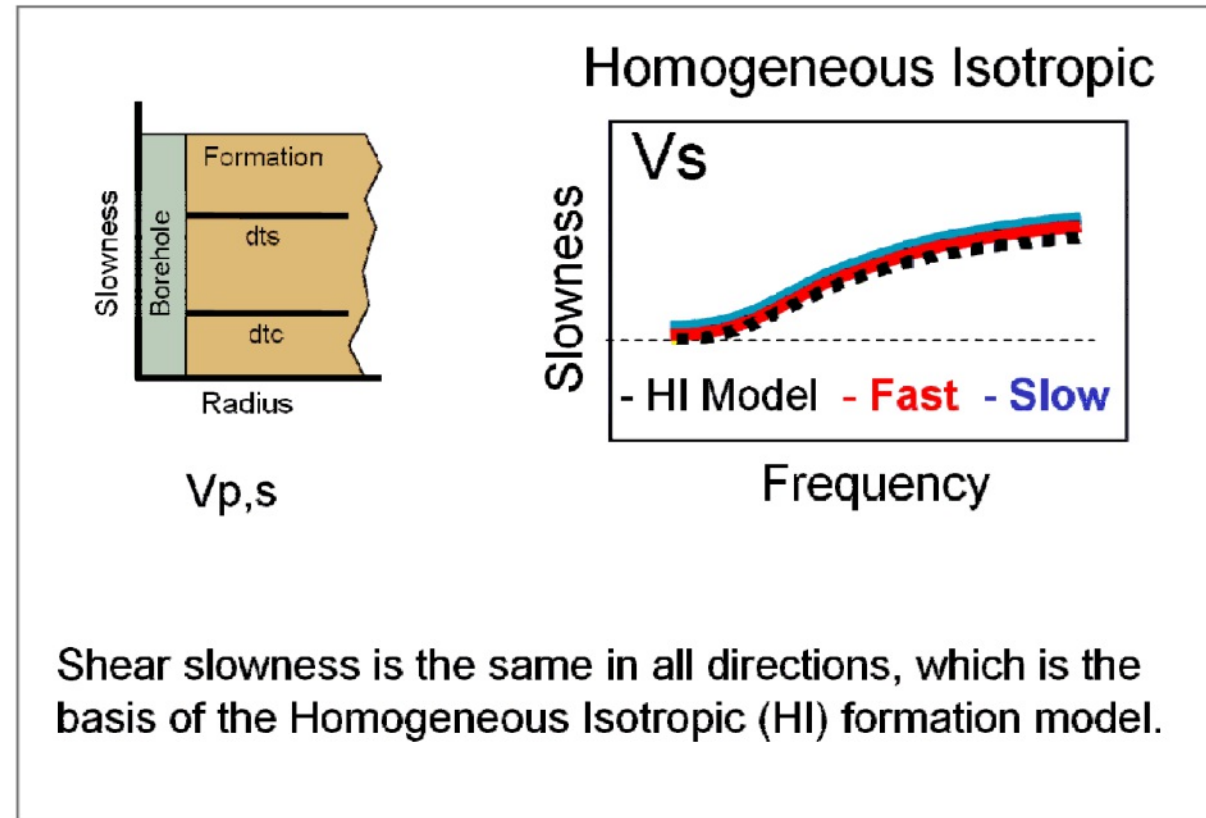 Homogeneous Isotropic
Slowness
Borehole
Formation
dts
dtc
Radius
Vp,s
Vs
Slowness
- HI Model - Fast - Slow
Frequency
Shear slowness is the same in all directions, which is the
basis of the Homogeneous Isotropic (HI) formation model.